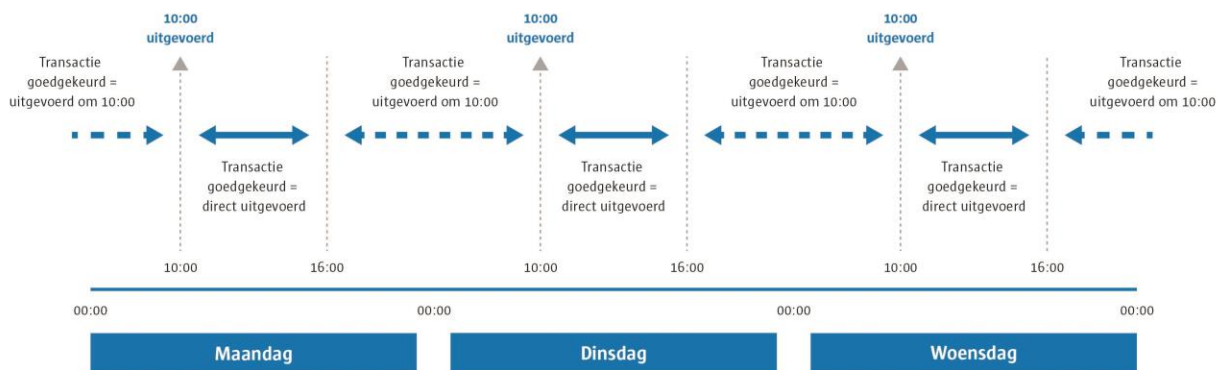 10:00
uitgevoerd
10:00
uitgevoerd
10:00
uitgevoerd
Transactie
goedgekeurd =
uitgevoerd om 10:00
Transactie
goedgekeurd =
uitgevoerd om 10:00
Transactie
goedgekeurd =
uitgevoerd om 10:00
Transactie
goedgekeurd =
uitgevoerd om 10:00
Transactie
goedgekeurd =
direct uitgevoerd
Transactie
goedgekeurd =
direct uitgevoerd
Transactie
goedgekeurd =
direct uitgevoerd
10:00
16:00
10:00
16:00
10:00
16:00
00:00
00:00
00:00
00:00
Maandag
Dinsdag
Woensdag